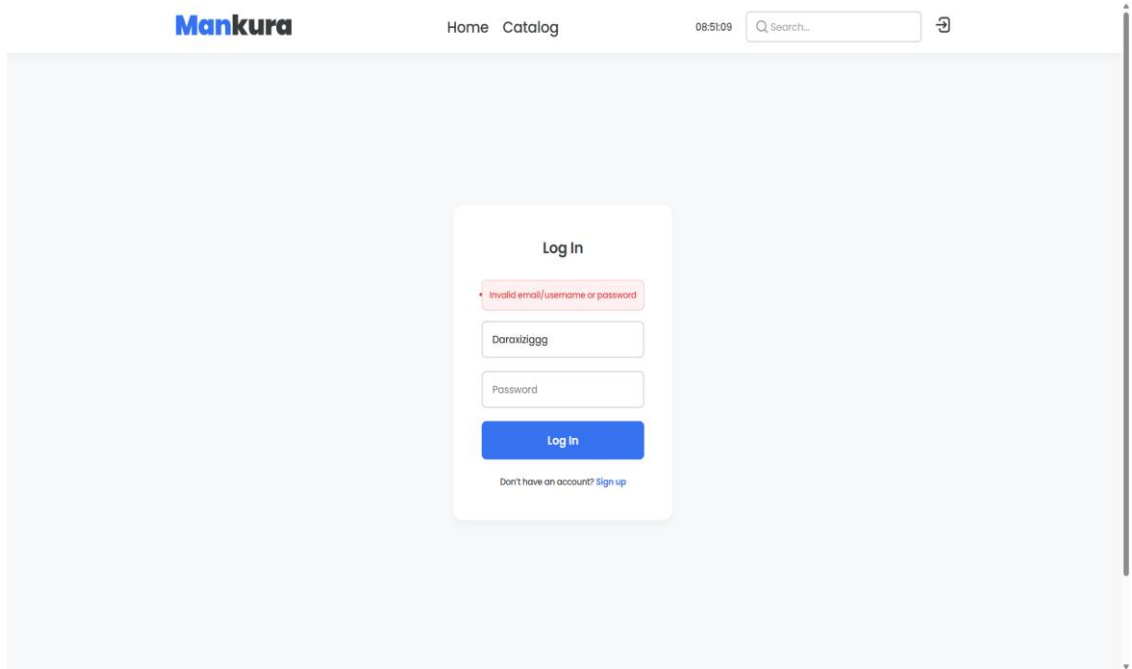 Mankura
Home Catalog
08:51:09
Search...
Log In
Invalid email/username or password
Daraxiziggg
Password
Log In
Don't have an account? Sign up